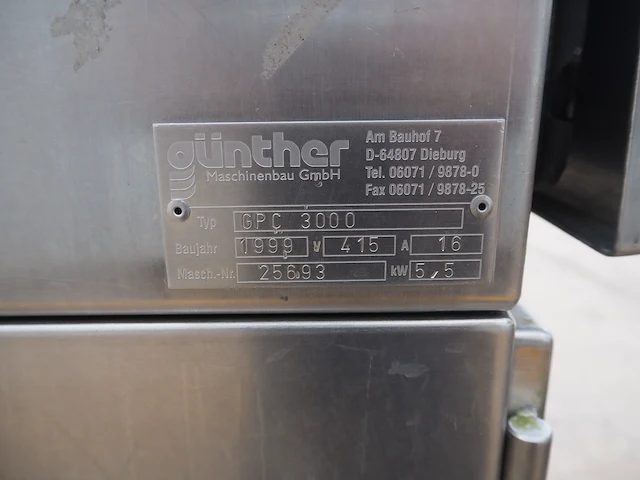 günther
Maschinenbau GmbH
Am Bauhof 7
D-64807 Dieburg
Tel. 06071 / 9878-0
Fax 06071 / 9878-25
Typ GPC 3000
Baujahr 1999 V 415 A 16
Masch.-Nr. 25693 kW 5,5